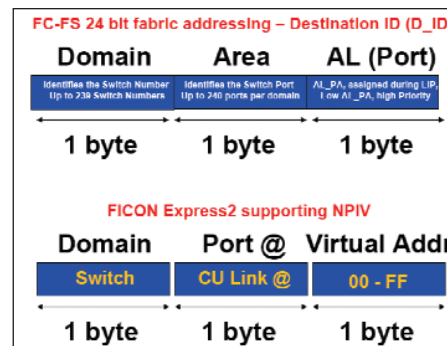 FC-FS 24 bit fabric addressing – Destination ID (D_ID
Domain Area AL (Port)
Identifies the Switch Number Identifies the Switch Port AL_PA, assigned during LIP,
Up to 239 Switch Numbers Up to 240 ports per domain Low AL_PA, high Priority
1 byte 1 byte 1 byte
FICON Express2 supporting NPIV
Domain Port @ Virtual Addr
Switch CU Link @ 00 - FF
1 byte 1 byte 1 byte